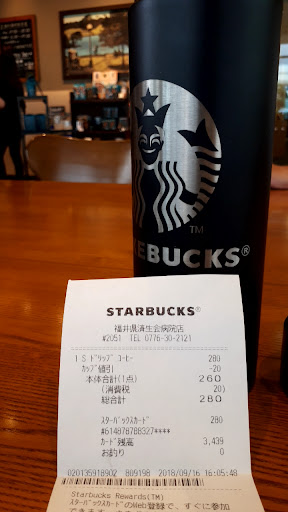 TM
EBUCKS®
STARBUCKS®
福井県済生会病院店
#2051 TEL 0776-30-2121
I S ドリップ コーヒー 280
カップ値引 -20
本体合計(1点) 260
(消費税 20)
総合計 280
スターバックスカード 280
#614878788327****
カード残高 3,439
お釣り 0
020135918902 809198 2018/09/16 16:05:48
Starbucks Rewards(TM)
スターバックスカードのWeb登録で、すぐに参加